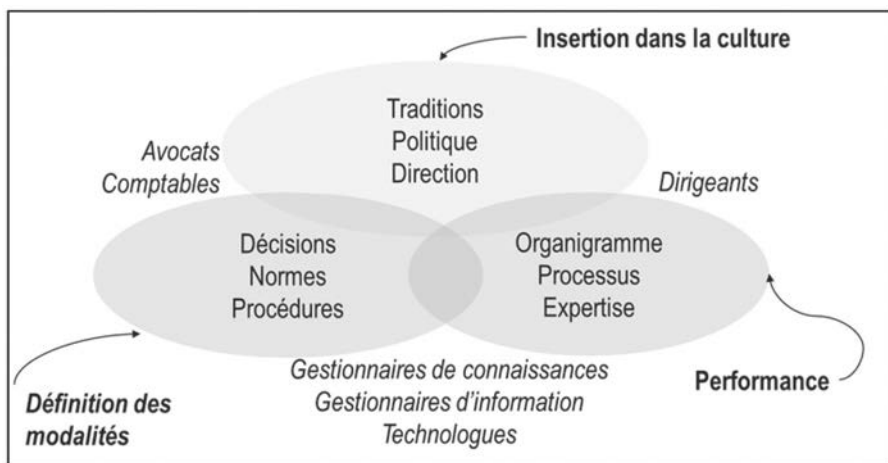 Insertion dans la culture
Traditions
Politique
Direction
Avocats
Comptables
Dirigeants
Décisions
Normes
Procédures
Organigramme
Processus
Expertise
Gestionnaires de connaissances
Gestionnaires d'information
Technologues
Définition des
modalités
Performance